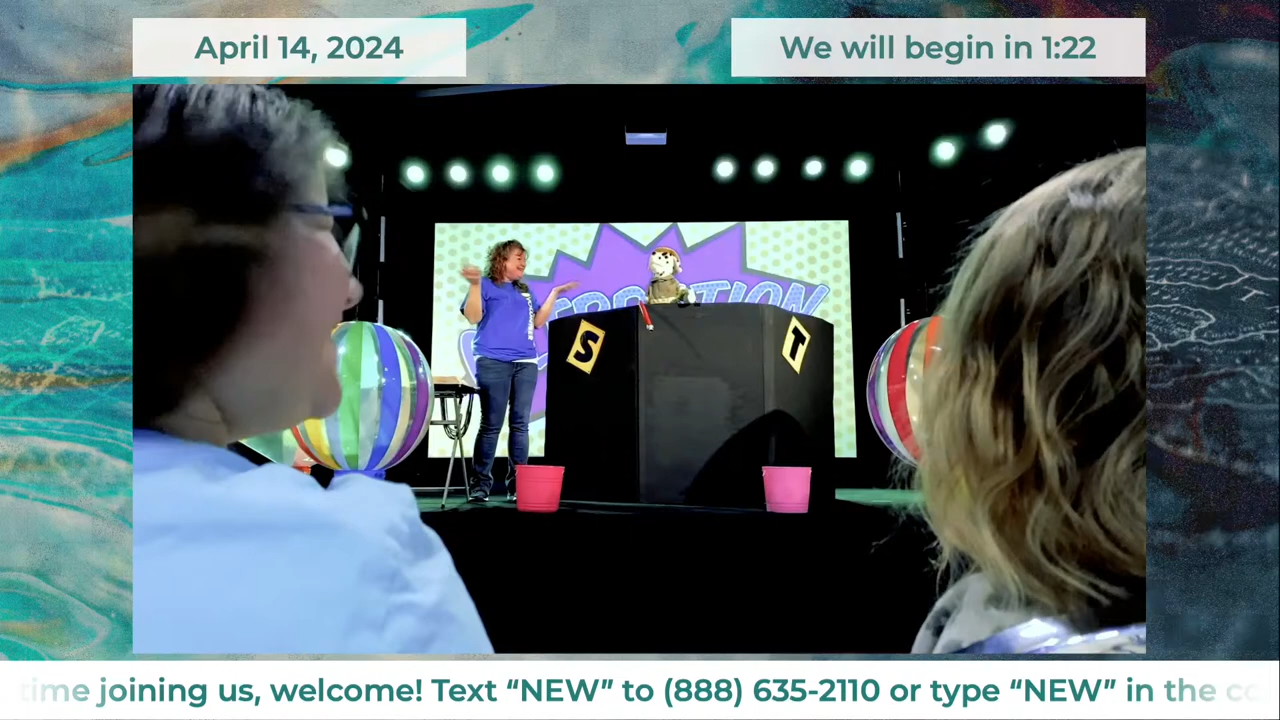 April 14, 2024
We will begin in 1:22
S
T
time joining us, welcome! Text “NEW” to (888) 635-2110 or type “NEW” in the